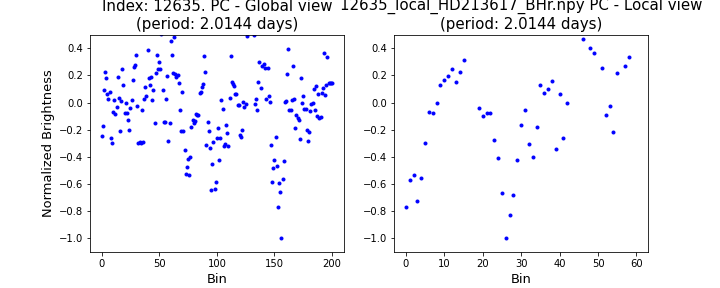 Index: 12635. PC - Global view
(period: 2.0144 days)
12635_local_HD213617_BHr.npy PC - Local view
(period: 2.0144 days)
Normalized Brightness
0.4
0.2
0.0
−0.2
−0.4
−0.6
−0.8
−1.0
0 50 100 150 200
Bin
0.4
0.2
0.0
−0.2
−0.4
−0.6
−0.8
−1.0
0 20 40 60
Bin